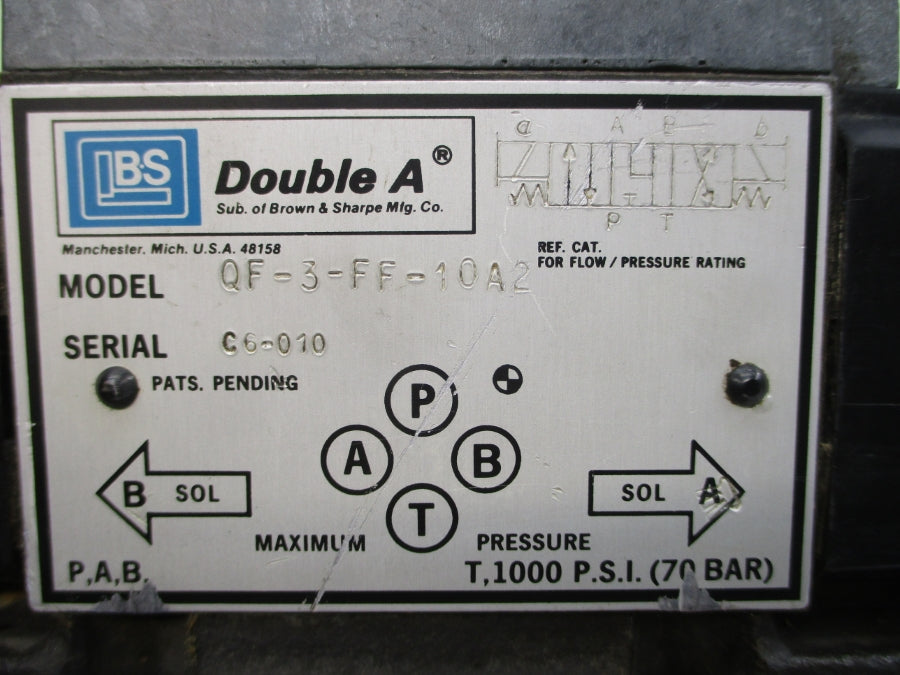 a A B b
P T
BS
Double A®
Sub. of Brown & Sharpe Mfg. Co.
Manchester, Mich. U.S.A. 48158
REF. CAT.
FOR FLOW / PRESSURE RATING
MODEL QF-3-FF-10A2
SERIAL C6-010
PATS. PENDING
P
A B
T
B SOL
SOL A
MAXIMUM PRESSURE
P,A,B, T,1000 P.S.I. (70 BAR)